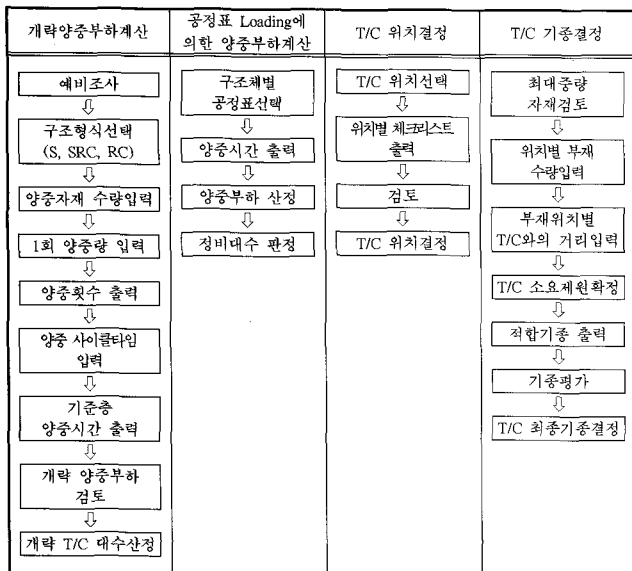 개략양중부하계산
공정표 Loading에
의한 양중부하계산
T/C 위치결정
T/C 기종결정
예비조사
구조형식선택
(S, SRC, RC)
양중자재 수량입력
1회 양중량 입력
양중횟수 출력
양중 사이클타임
입력
기준층
양중시간 출력
개략 양중부하
검토
개략 T/C 대수산정
구조체별
공정표선택
양중시간 출력
양중부하 산정
정비대수 판정
T/C 위치선택
위치별 체크리스트
출력
검토
T/C 위치결정
최대중량
자재검토
위치별 부재
수량입력
부재위치별
T/C와의 거리입력
T/C 소요제원확정
적합기종 출력
기종평가
T/C 최종기종결정